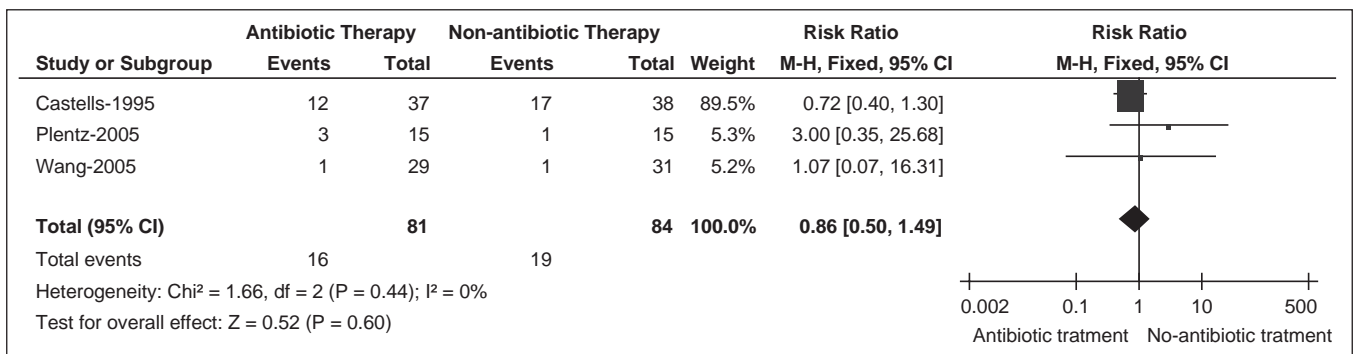 Antibiotic Therapy Non-antibiotic Therapy Risk Ratio Risk Ratio
Study or Subgroup Events Total Events Total Weight M-H, Fixed, 95% CI M-H, Fixed, 95% CI
Castells-1995 12 37 17 38 89.5% 0.72 [0.40, 1.30]
Plentz-2005 3 15 1 15 5.3% 3.00 [0.35, 25.68]
Wang-2005 1 29 1 31 5.2% 1.07 [0.07, 16.31]
Total (95% CI) 81 84 100.0% 0.86 [0.50, 1.49]
Total events 16 19
Heterogeneity: Chi² = 1.66, df = 2 (P = 0.44); I² = 0%
Test for overall effect: Z = 0.52 (P = 0.60)
0.002 0.1 1 10 500
Antibiotic tratment No-antibiotic tratment